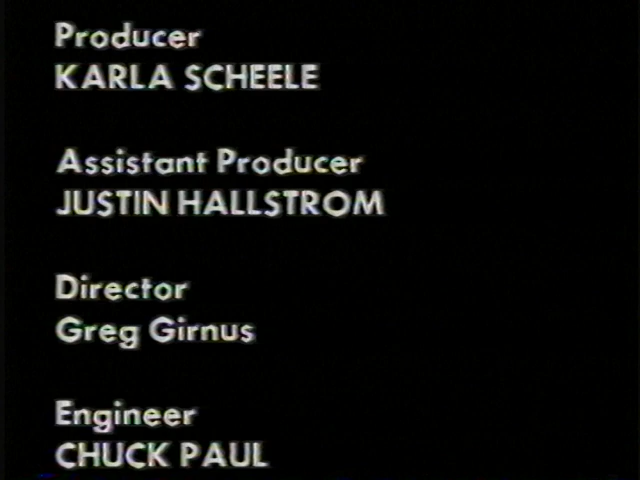 Producer
KARLA SCHEELE
Assistant Producer
JUSTIN HALLSTROM
Director
Greg Girnus
Engineer
CHUCK PAUL